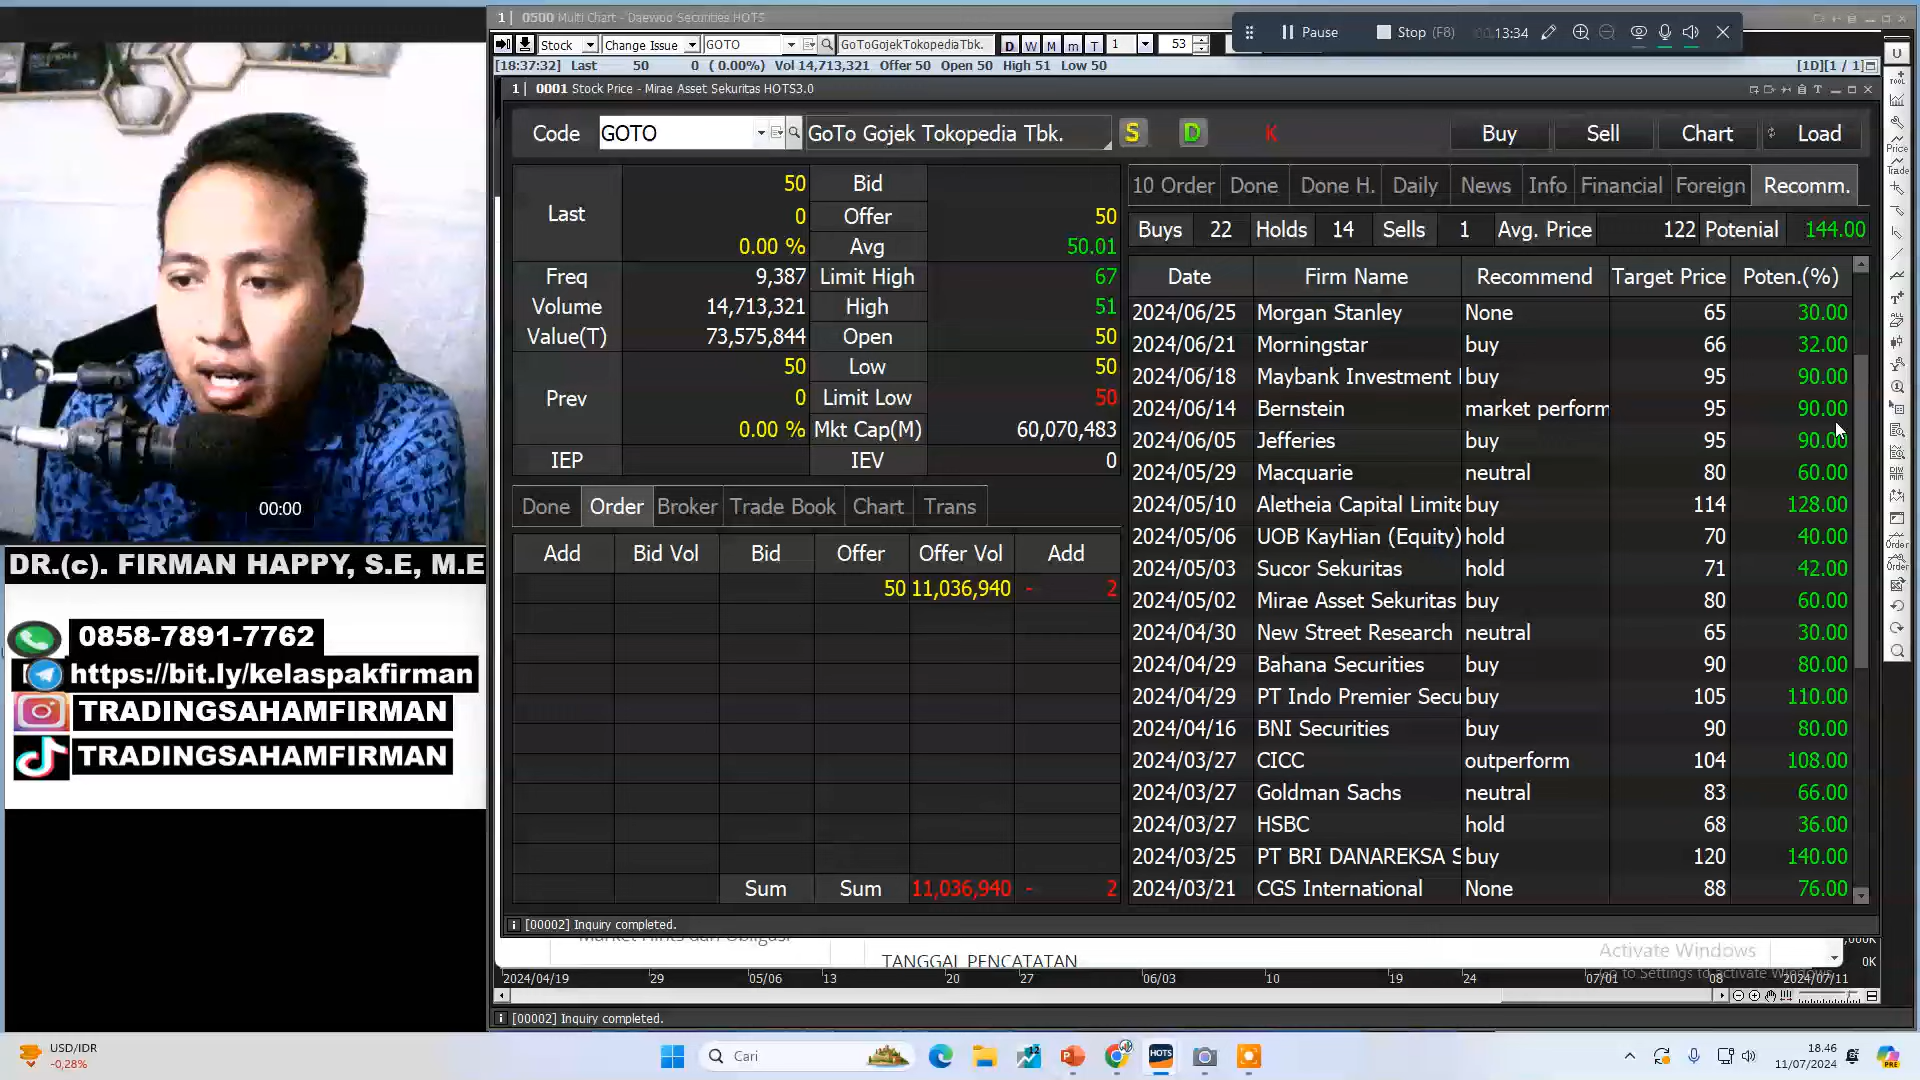 1 | 0500 Multi Chart - Daewoo Securities HOTS
Stock Change Issue GOTO GoToGojekTokopediaTbk. D W M m T 1 53
Pause Stop (F8) 13:34
[18:37:32] Last 50 0 ( 0.00%) Vol 14,713,321 Offer 50 Open 50 High 51 Low 50 [1D][1 / 1]
1 | 0001 Stock Price - Mirae Asset Sekuritas HOTS3.0
Code GOTO GoTo Gojek Tokopedia Tbk. S D K Buy Sell Chart Load
Last 50 Bid
0 Offer 50
0.00 % Avg 50.01
Freq 9,387 Limit High 67
Volume 14,713,321 High 51
Value(T) 73,575,844 Open 50
Prev 50 Low 50
0 Limit Low 50
0.00 % Mkt Cap(M) 60,070,483
IEP IEV 0
Done Order Broker Trade Book Chart Trans
Add Bid Vol Bid Offer Offer Vol Add
50 11,036,940 - 2
Sum Sum 11,036,940 - 2
10 Order Done Done H. Daily News Info Financial Foreign Recomm.
Buys 22 Holds 14 Sells 1 Avg. Price 122 Potenial 144.00
Date Firm Name Recommend Target Price Poten.(%)
2024/06/25 Morgan Stanley None 65 30.00
2024/06/21 Morningstar buy 66 32.00
2024/06/18 Maybank Investment buy 95 90.00
2024/06/14 Bernstein market perform 95 90.00
2024/06/05 Jefferies buy 95 90.00
2024/05/29 Macquarie neutral 80 60.00
2024/05/10 Aletheia Capital Limite buy 114 128.00
2024/05/06 UOB KayHian (Equity) hold 70 40.00
2024/05/03 Sucor Sekuritas hold 71 42.00
2024/05/02 Mirae Asset Sekuritas buy 80 60.00
2024/04/30 New Street Research neutral 65 30.00
2024/04/29 Bahana Securities buy 90 80.00
2024/04/29 PT Indo Premier Secu buy 105 110.00
2024/04/16 BNI Securities buy 90 80.00
2024/03/27 CICC outperform 104 108.00
2024/03/27 Goldman Sachs neutral 83 66.00
2024/03/27 HSBC hold 68 36.00
2024/03/25 PT BRI DANAREKSA S buy 120 140.00
2024/03/21 CGS International None 88 76.00
[00002] Inquiry completed.
TANGGAL PENCATATAN
Activate Windows
Go to Settings to activate Windows.
0K
2024/04/19 29 05/06 13 20 27 06/03 10 19 24 07/01 08 2024/07/11
[00002] Inquiry completed.
U
TOOL
Price
Trade
Order
Order
00:00
DR.(c). FIRMAN HAPPY, S.E, M.E
0858-7891-7762
https://bit.ly/kelaspakfirman
TRADINGSAHAMFIRMAN
TRADINGSAHAMFIRMAN
USD/IDR
-0,28%
Cari
HOTS
18.46
11/07/2024
PRE